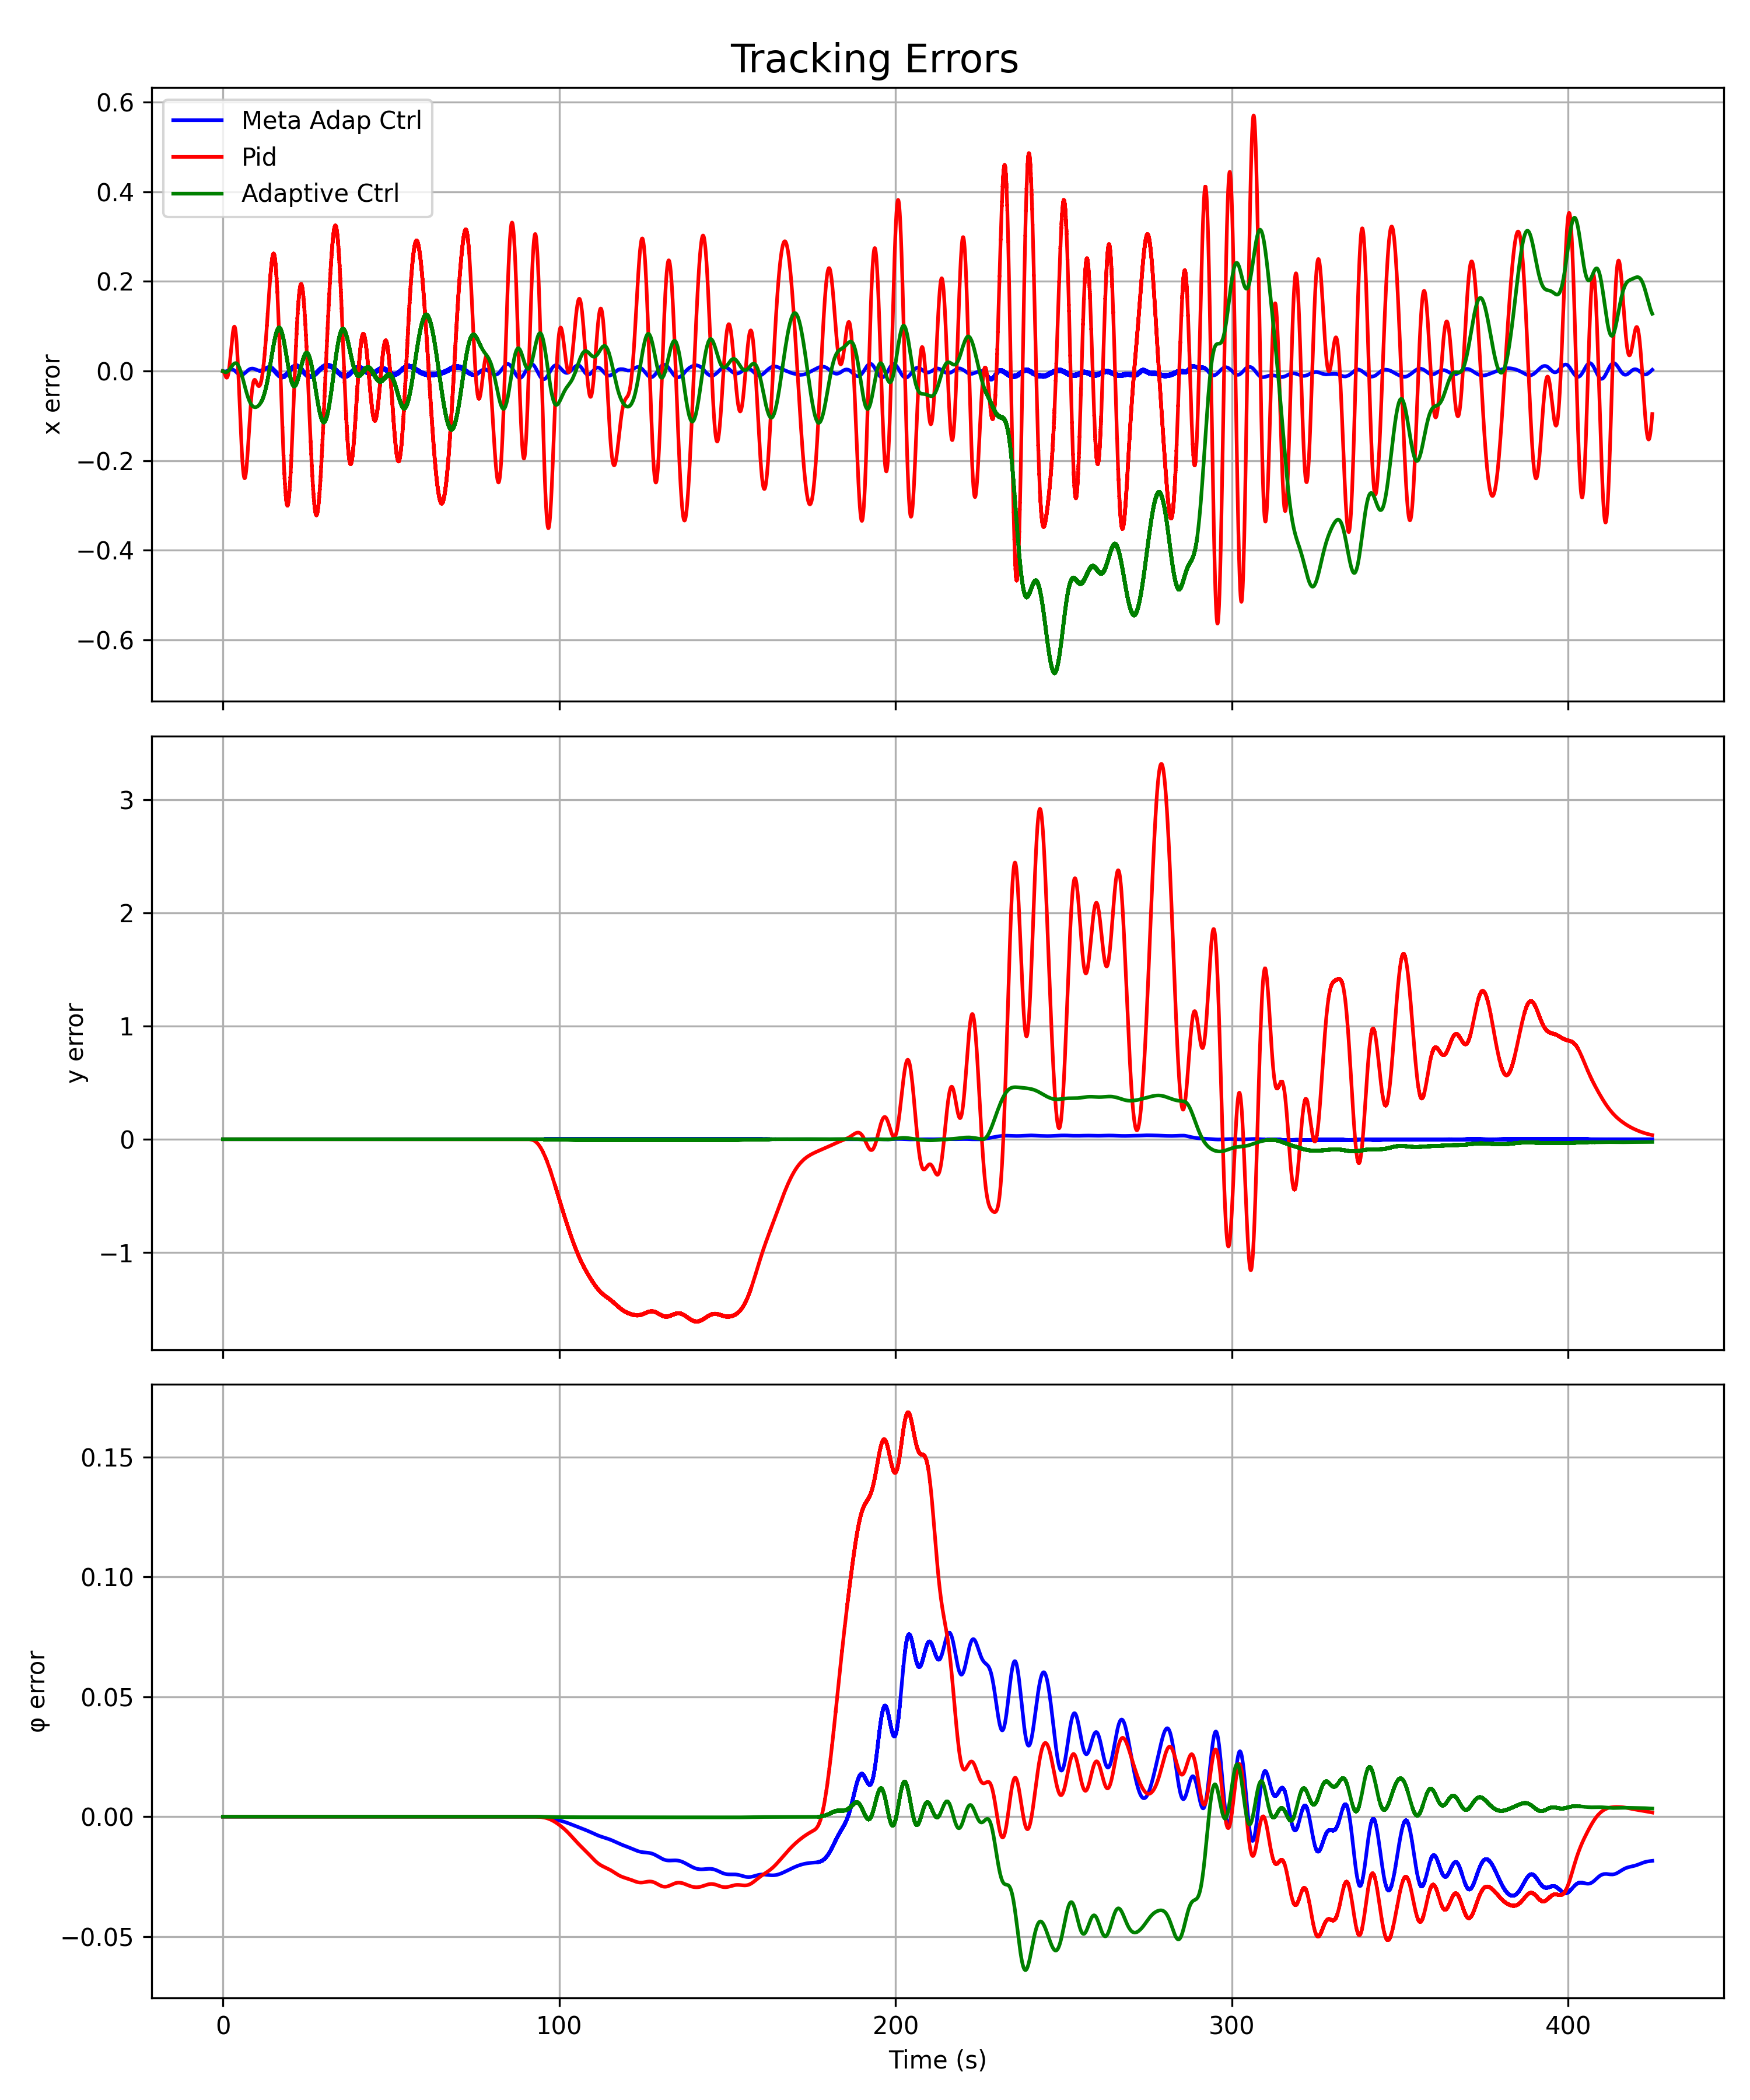 Tracking Errors
0.6
0.4
0.2
0.0
−0.2
−0.4
−0.6
x error
Meta Adap Ctrl
Pid
Adaptive Ctrl
3
2
1
0
−1
y error
0.15
0.10
0.05
0.00
−0.05
φ error
0
100
200
300
400
Time (s)